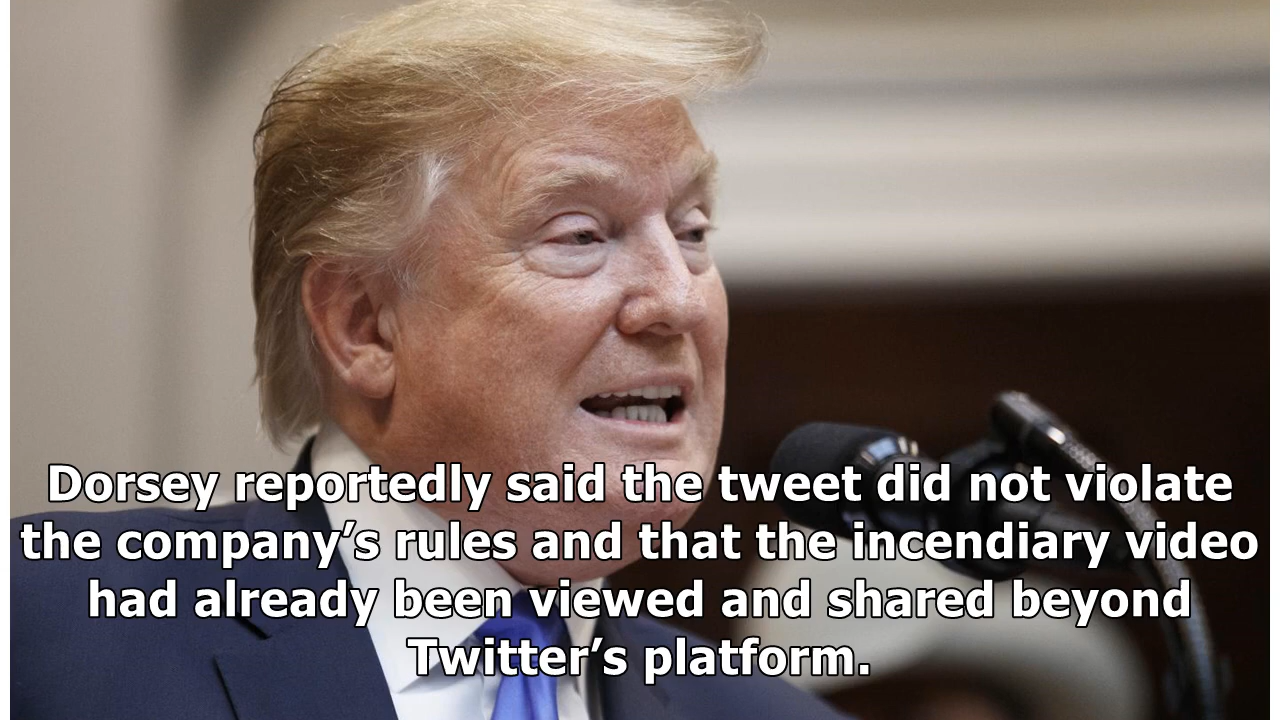 Dorsey reportedly said the tweet did not violate
the company’s rules and that the incendiary video
had already been viewed and shared beyond
Twitter’s platform.